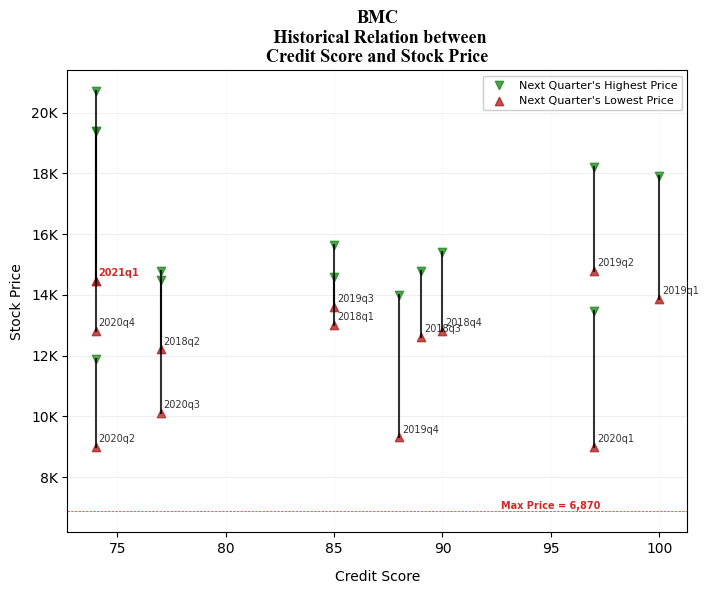 BMC
Historical Relation between
Credit Score and Stock Price
Next Quarter's Highest Price
Next Quarter's Lowest Price
20K
18K
16K
14K
12K
10K
8K
Stock Price
2021q1
2020q4
2020q2
2018q2
2020q3
2019q3
2018q1
2019q4
2018q3
2018q4
2019q2
2020q1
2019q1
Max Price = 6,870
75
80
85
90
95
100
Credit Score